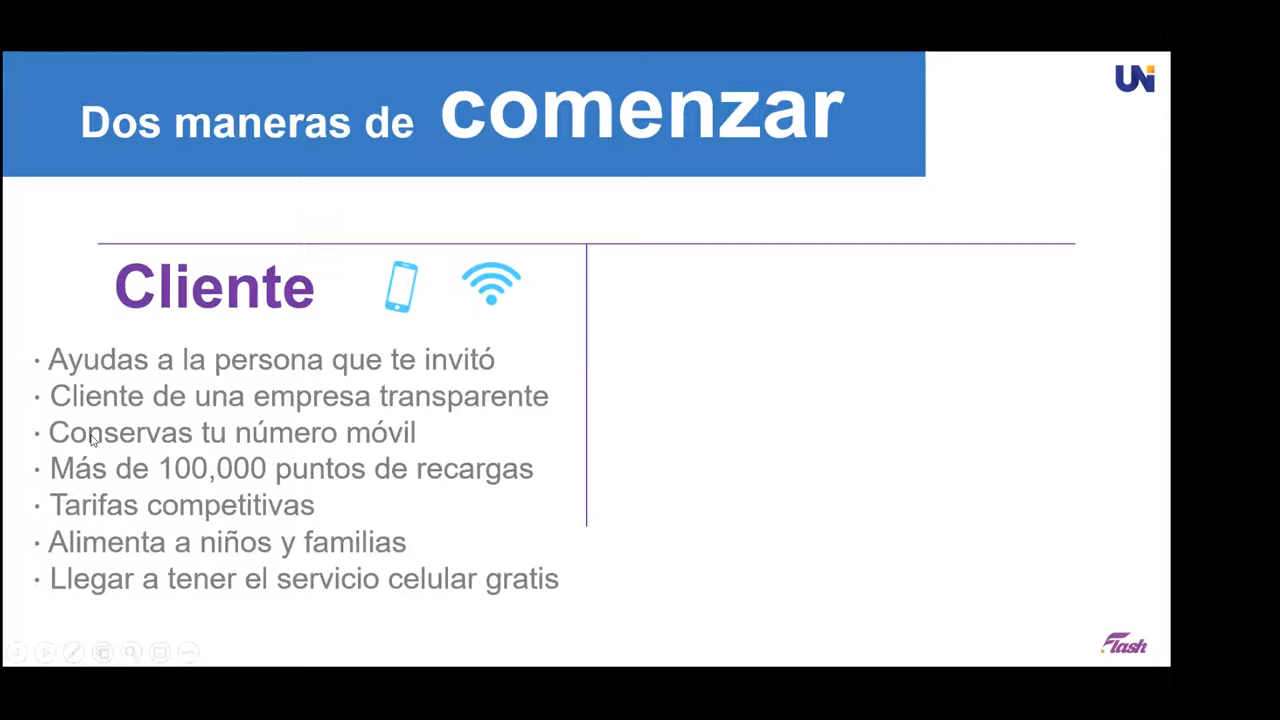 Dos maneras de comenzar
UNi
Cliente
· Ayudas a la persona que te invitó
· Cliente de una empresa transparente
· Conservas tu número móvil
· Más de 100,000 puntos de recargas
· Tarifas competitivas
· Alimenta a niños y familias
· Llegar a tener el servicio celular gratis
Flash